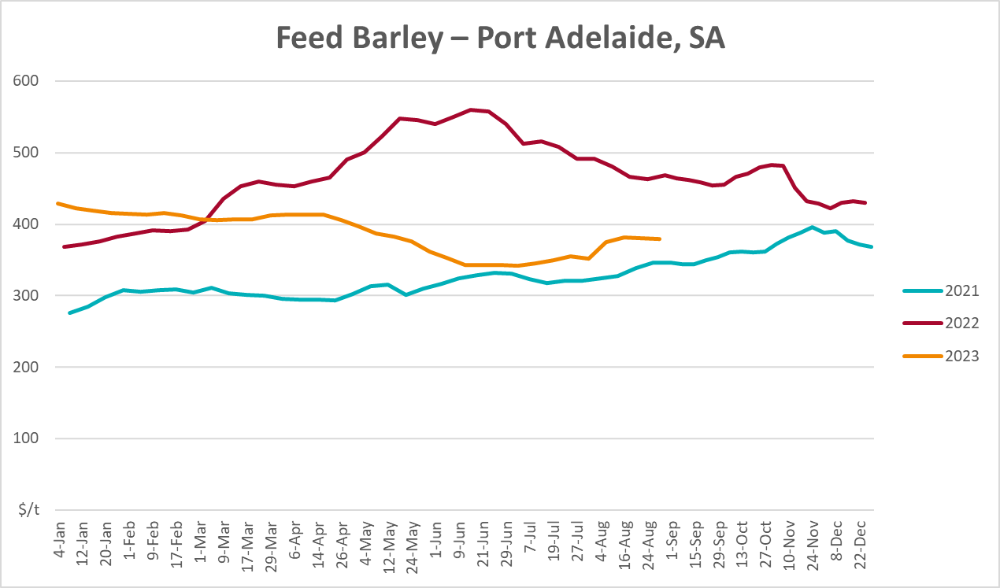 Feed Barley – Port Adelaide, SA
600
500
400
300
200
100
$/t
4-Jan
12-Jan
20-Jan
1-Feb
9-Feb
17-Feb
1-Mar
9-Mar
17-Mar
29-Mar
6-Apr
14-Apr
26-Apr
4-May
12-May
24-May
1-Jun
9-Jun
21-Jun
29-Jun
7-Jul
19-Jul
27-Jul
4-Aug
16-Aug
24-Aug
1-Sep
15-Sep
29-Sep
13-Oct
27-Oct
10-Nov
24-Nov
8-Dec
22-Dec
2021
2022
2023